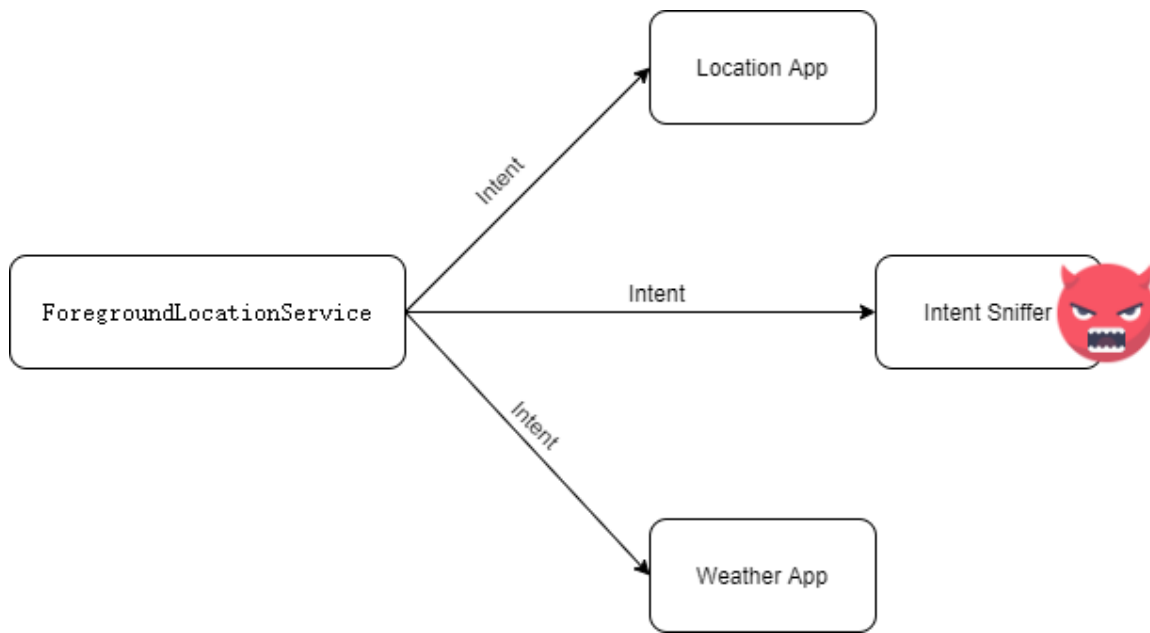 Location App
Intent
ForegroundLocationService
Intent
Intent Sniffer
Intent
Weather App